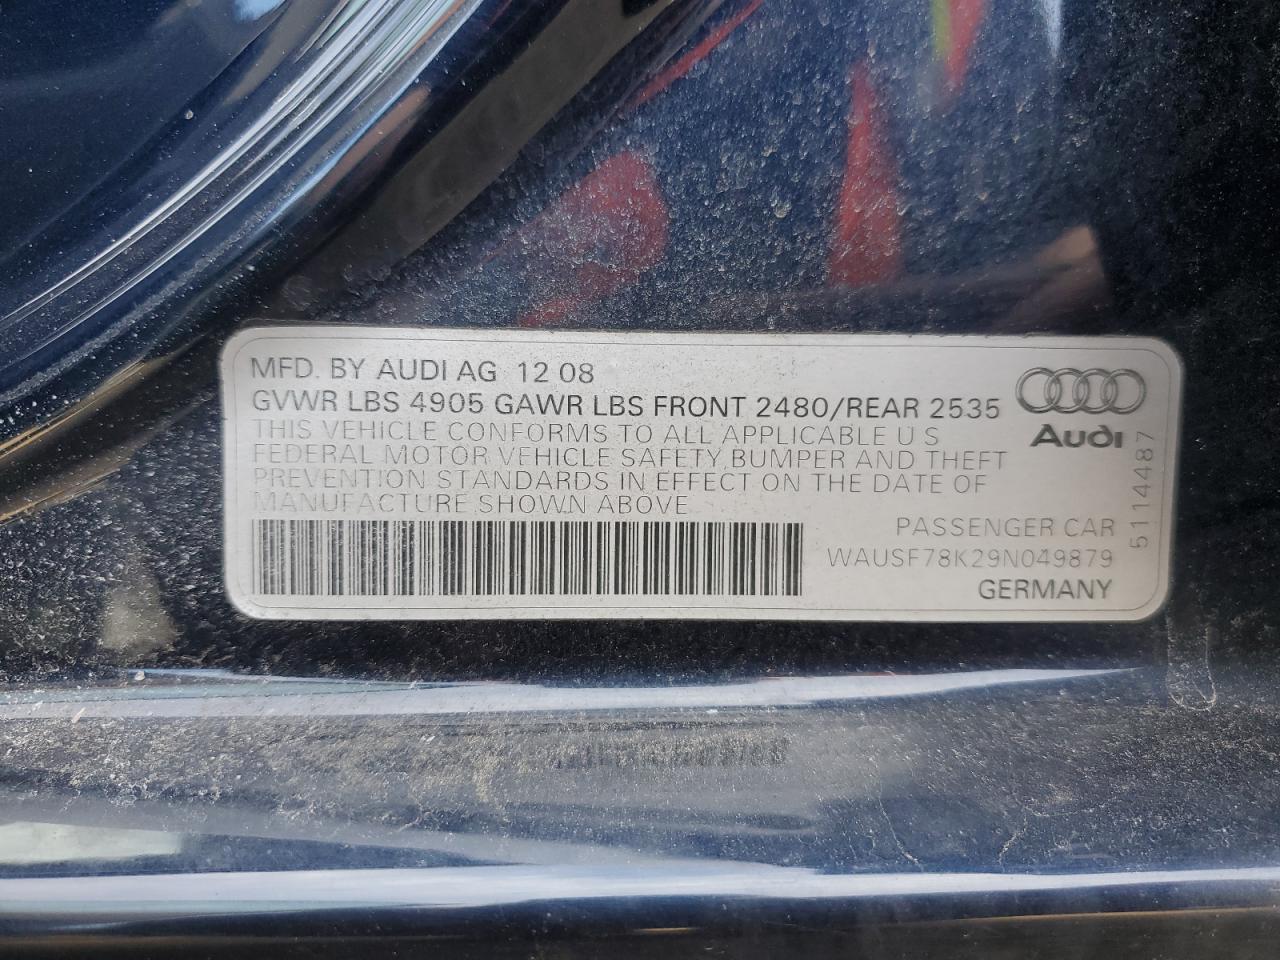 MFD. BY AUDI AG 12 08
GVWR LBS 4905 GAWR LBS FRONT 2480/REAR 2535
THIS VEHICLE CONFORMS TO ALL APPLICABLE U S
FEDERAL MOTOR VEHICLE SAFETY, BUMPER AND THEFT
PREVENTION STANDARDS IN EFFECT ON THE DATE OF
MANUFACTURE SHOWN ABOVE
Audi
5114487
PASSENGER CAR
WAUSF78K29N049879
GERMANY